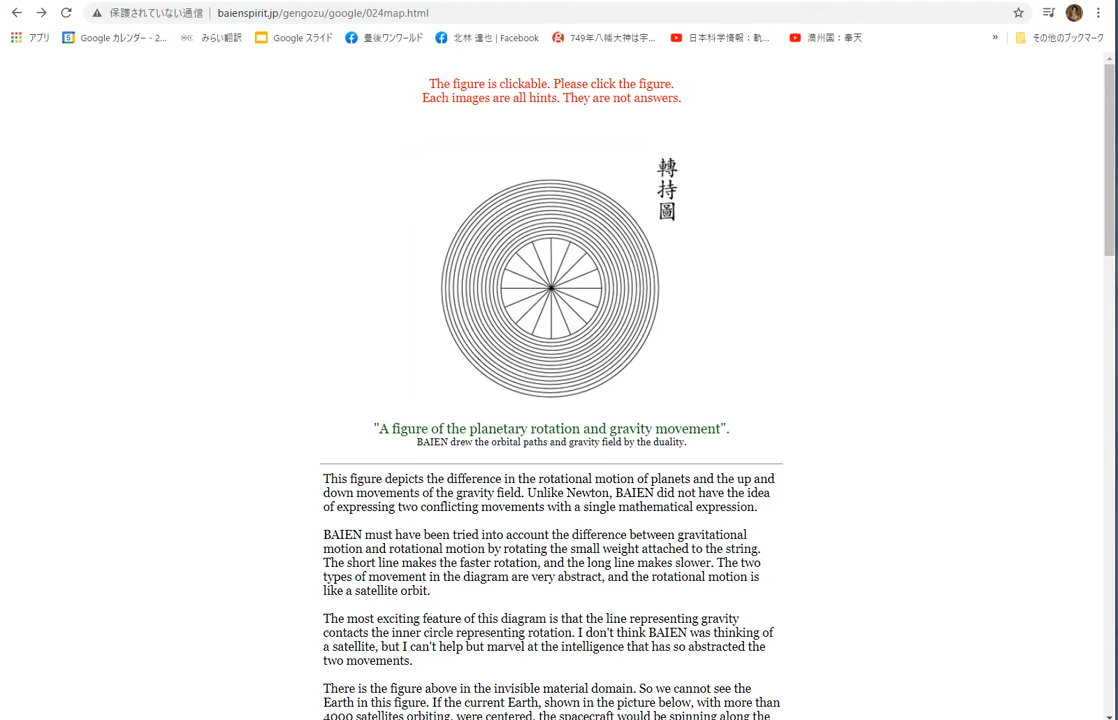 保護されていない通信 | baienspirit.jp/gengozu/google/024map.html
アプリ Google カレンダー - 2... みらい翻訳 Google スライド 豊後ワンワールド 北林 達也 | Facebook 749年八幡大神は宇... 日本科学情報：軌... 満州国：奉天 » その他のブックマーク
The figure is clickable. Please click the figure.
Each images are all hints. They are not answers.
轉持圖
"A figure of the planetary rotation and gravity movement".
BAIEN drew the orbital paths and gravity field by the duality.
This figure depicts the difference in the rotational motion of planets and the up and
down movements of the gravity field. Unlike Newton, BAIEN did not have the idea
of expressing two conflicting movements with a single mathematical expression.
BAIEN must have been tried into account the difference between gravitational
motion and rotational motion by rotating the small weight attached to the string.
The short line makes the faster rotation, and the long line makes slower. The two
types of movement in the diagram are very abstract, and the rotational motion is
like a satellite orbit.
The most exciting feature of this diagram is that the line representing gravity
contacts the inner circle representing rotation. I don't think BAIEN was thinking of
a satellite, but I can't help but marvel at the intelligence that has so abstracted the
two movements.
There is the figure above in the invisible material domain. So we cannot see the
Earth in this figure. If the current Earth, shown in the picture below, with more than
4000 satellites orbiting, were centered, the spacecraft would be spinning along the